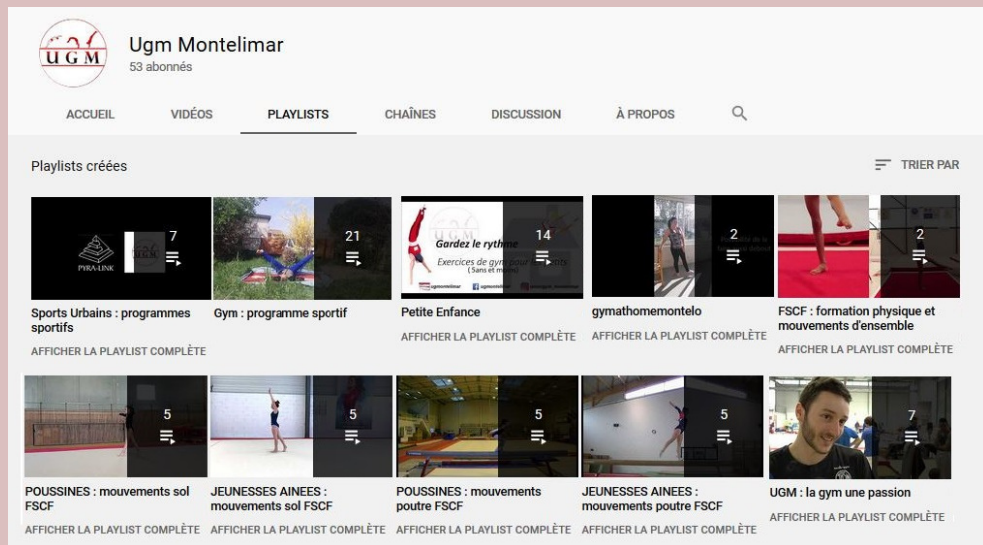 UGM
Ugm Montelimar
53 abonnés
ACCUEIL VIDÉOS PLAYLISTS CHAÎNES DISCUSSION À PROPOS
Playlists créées
TRIER PAR
7
PYRA-LINK
Sports Urbains : programmes
sportifs
AFFICHER LA PLAYLIST COMPLÈTE
21
Gym : programme sportif
UGM
14
Gardez le rythme
Exercices de gym pour
(Sans et
ugmontelimar
Petite Enfance
AFFICHER LA PLAYLIST COMPLÈTE
2
gymathomemontelo
AFFICHER LA PLAYLIST COMPLÈTE
2
FSCF : formation physique et
mouvements d'ensemble
AFFICHER LA PLAYLIST COMPLÈTE
5
POUSSINES : mouvements sol
FSCF
AFFICHER LA PLAYLIST COMPLÈTE
5
JEUNESSES AINEES :
mouvements sol FSCF
AFFICHER LA PLAYLIST COMPLÈTE
5
POUSSINES : mouvements
poutre FSCF
AFFICHER LA PLAYLIST COMPLÈTE
5
JEUNESSES AINEES :
mouvements poutre FSCF
AFFICHER LA PLAYLIST COMPLÈTE
7
UGM : la gym une passion
AFFICHER LA PLAYLIST COMPLÈTE